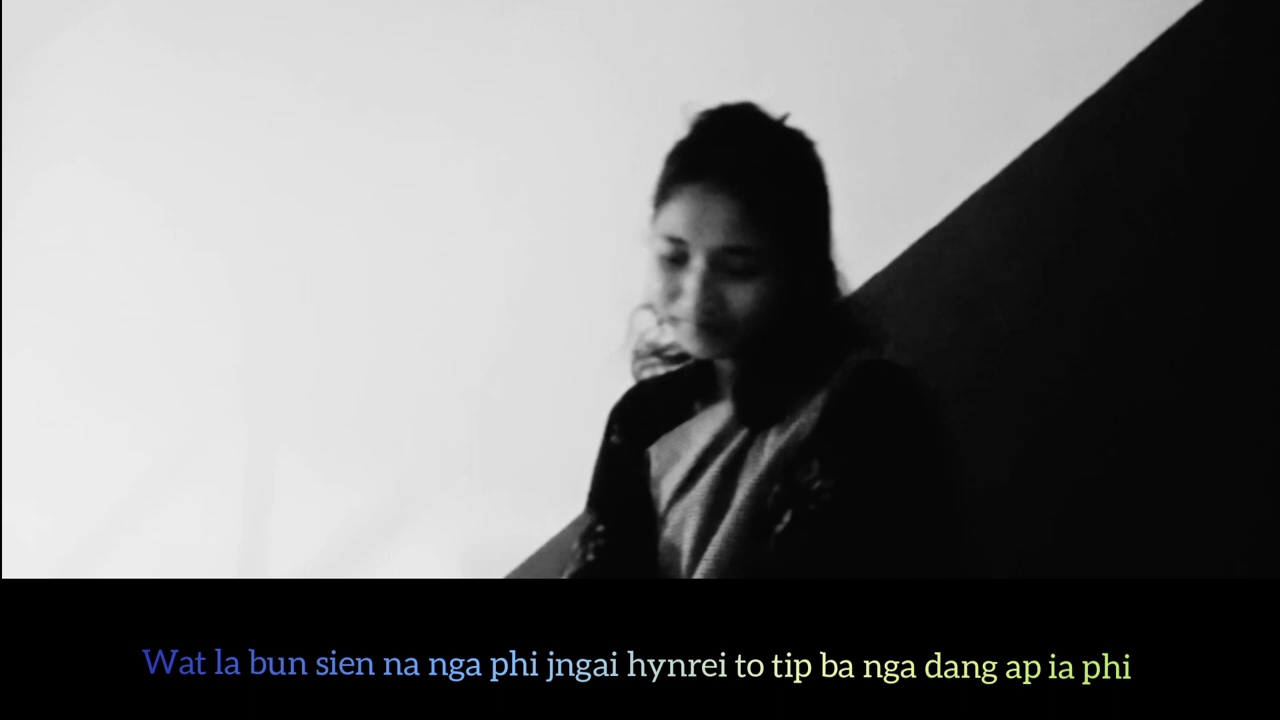 Wat la bun sien na nga phi jngai hynrei to tip ba nga dang ap ia phi